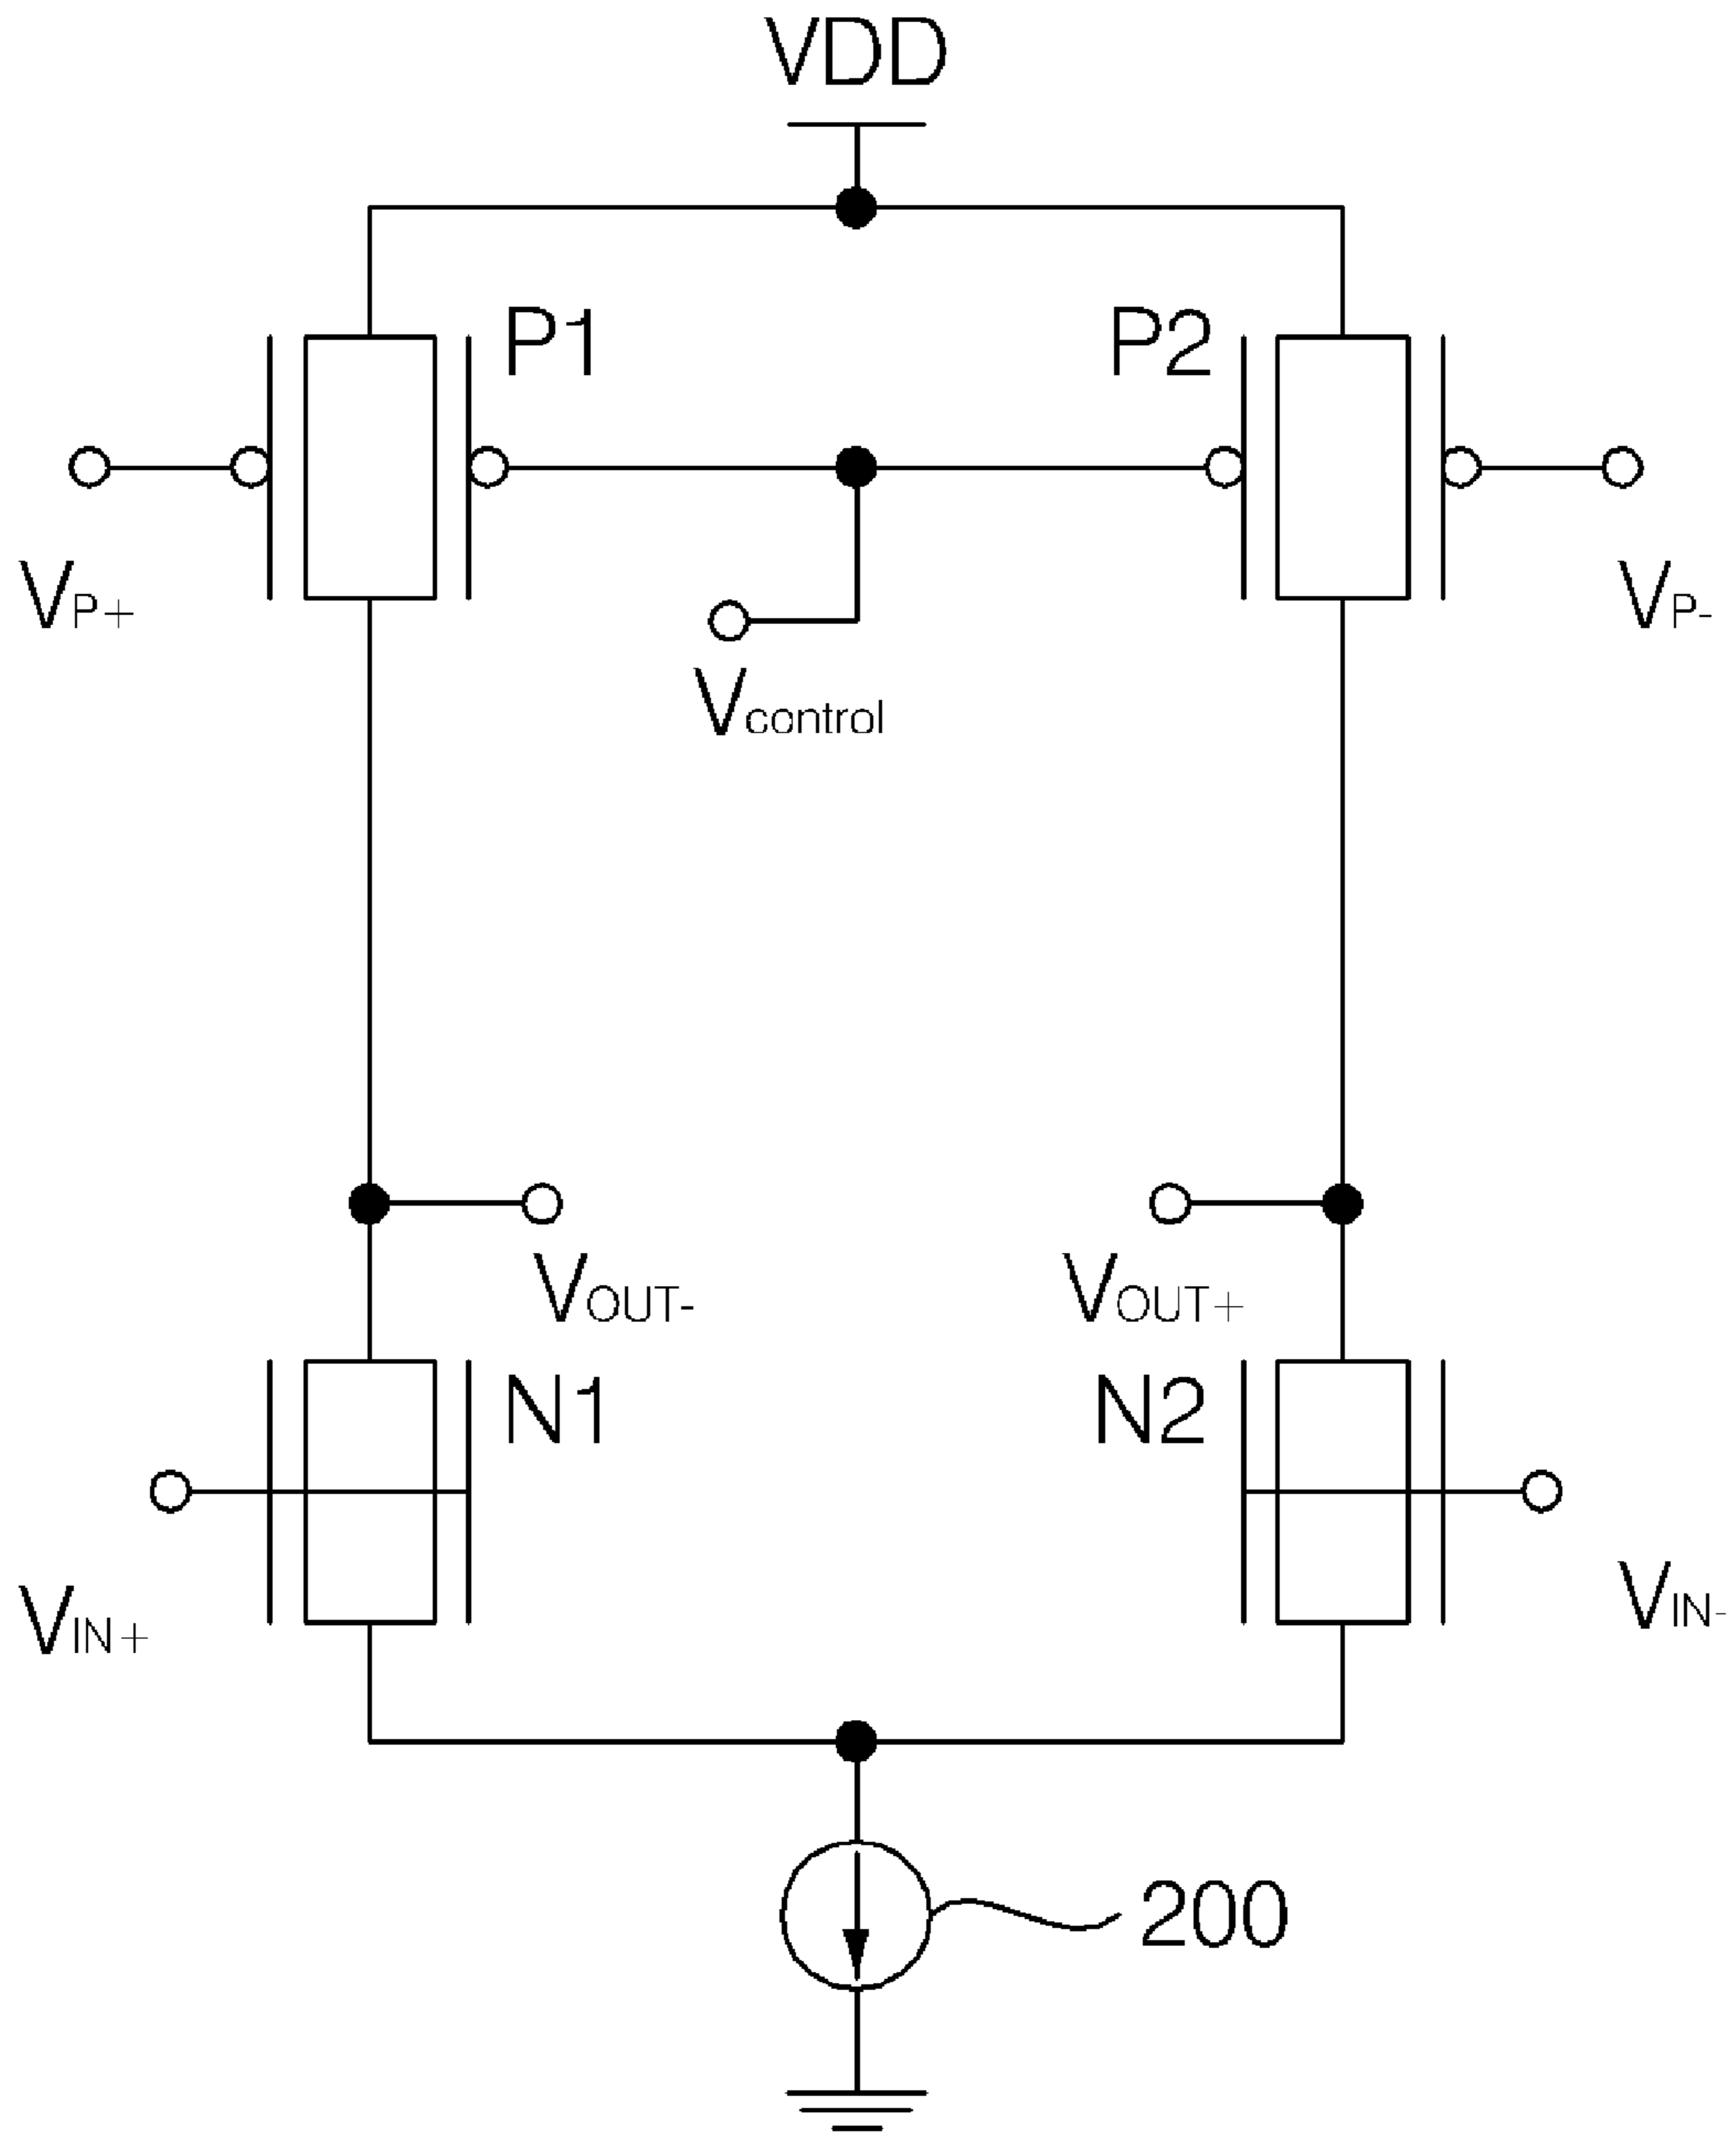 VDD
P1
P2
VP+
VP-
Vcontrol
VOUT-
VOUT+
N1
N2
VIN+
VIN-
200